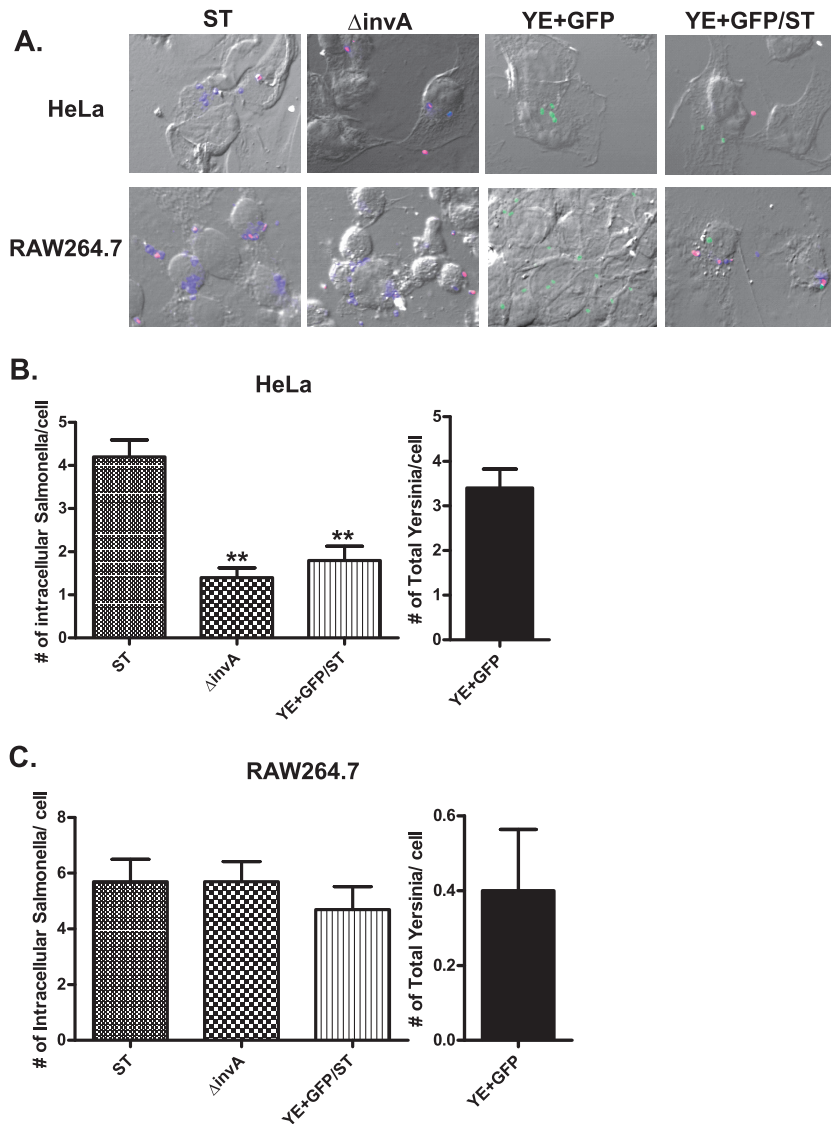 ST ΔinvA YE+GFP YE+GFP/ST
A.
HeLa
RAW264.7
B.
HeLa
# of intracellular Salmonella/cell
5
4
3
2
1
0
**
**
ST
ΔinvA
YE+GFP/ST
# of Total Yersinia/cell
5
4
3
2
1
0
YE+GFP
C.
RAW264.7
# of Intracellular Salmonella/ cell
8
6
4
2
0
ST
ΔinvA
YE+GFP/ST
# of Total Yersinia/ cell
0.6
0.4
0.2
0.0
YE+GFP